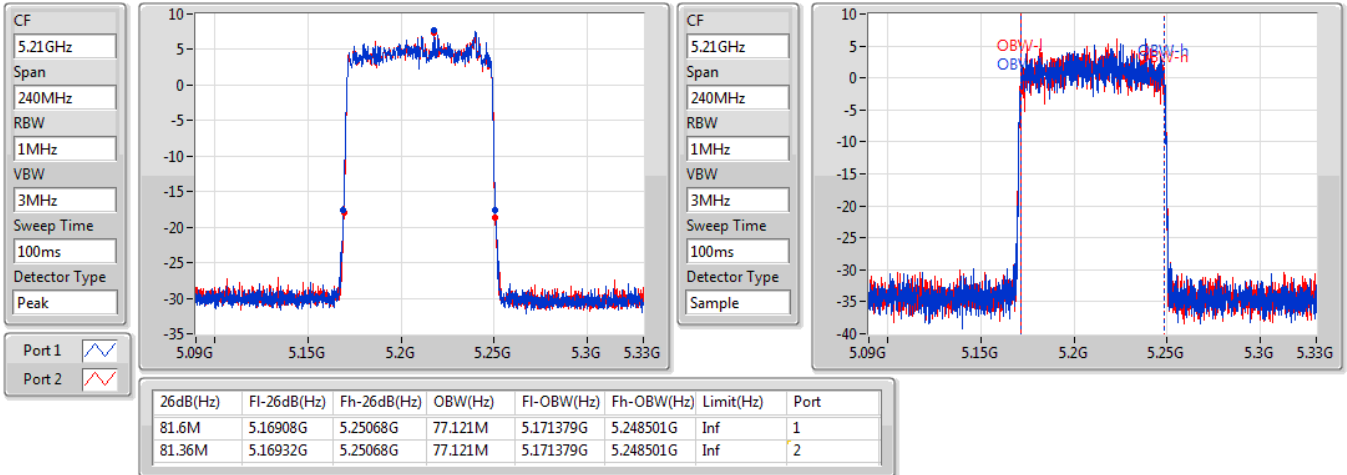 CF
5.21GHz
Span
240MHz
RBW
1MHz
VBW
3MHz
Sweep Time
100ms
Detector Type
Peak
10
5
0
-5
-10
-15
-20
-25
-30
-35
5.09G 5.15G 5.2G 5.25G 5.3G 5.33G
CF
5.21GHz
Span
240MHz
RBW
1MHz
VBW
3MHz
Sweep Time
100ms
Detector Type
Sample
10
5
0
-5
-10
-15
-20
-25
-30
-35
-40
OBW-h
5.09G 5.15G 5.2G 5.25G 5.3G 5.33G
Port 1
Port 2
26dB(Hz) Fl-26dB(Hz) Fh-26dB(Hz) OBW(Hz) Fl-OBW(Hz) Fh-OBW(Hz) Limit(Hz) Port
81.6M 5.16908G 5.25068G 77.121M 5.171379G 5.248501G Inf 1
81.36M 5.16932G 5.25068G 77.121M 5.171379G 5.248501G Inf 2